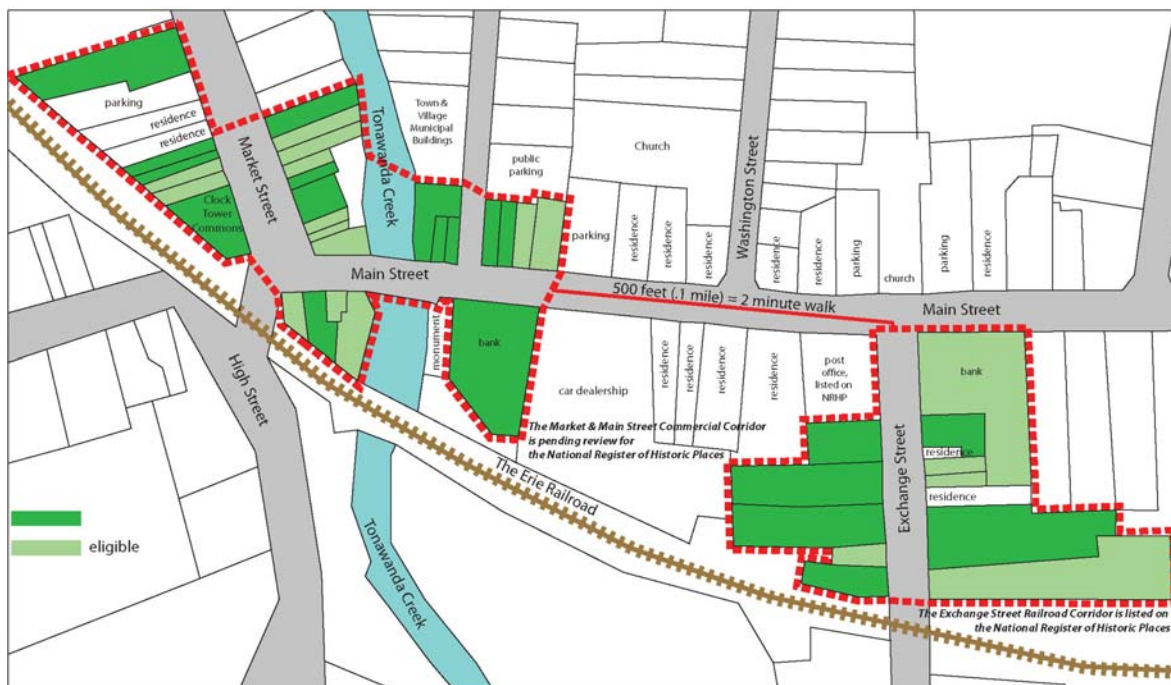 parking
residence
residence
Clock
Tower
Commons
Market Street
Tonawanda Creek
Town &
Village
Municipal
Buildings
public
parking
Church
parking
residence
residence
residence
Washington Street
residence
residence
parking
church
parking
residence
Main Street
500 feet (.1 mile) = 2 minute walk
Main Street
High Street
monument
bank
car dealership
residence
residence
residence
residence
post
office,
listed on
NRHP
bank
residence
residence
Exchange Street
The Market & Main Street Commercial Corridor
is pending review for
the National Register of Historic Places
The Erie Railroad
Tonawanda Creek
eligible
The Exchange Street Railroad Corridor is listed on
the National Register of Historic Places